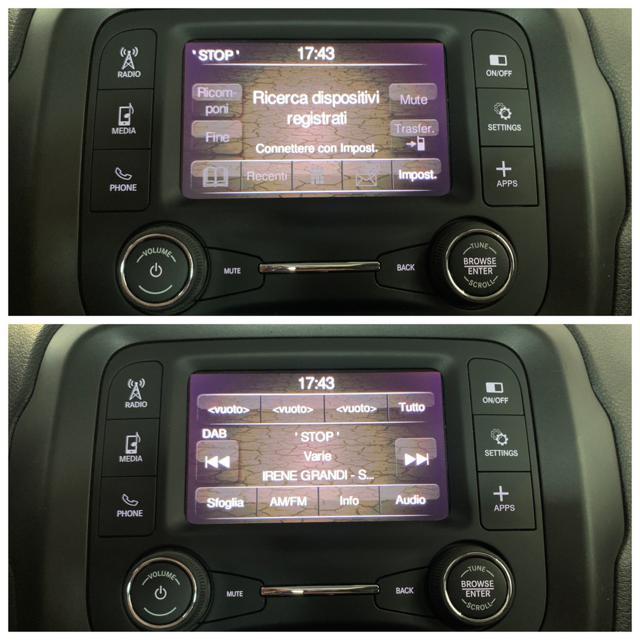 RADIO
MEDIA
PHONE
' STOP ' 17:43
Ricom-
poni
Fine
Ricerca dispositivi
registrati
Connettere con Impost.
Mute
Trasfer.
Recenti Impost.
ON/OFF
SETTINGS
APPS
VOLUME
MUTE
BACK
TUNE
BROWSE
ENTER
SCROLL
RADIO
MEDIA
PHONE
17:43
<vuoto> <vuoto> <vuoto> Tutto
DAB
' STOP '
Varie
IRENE GRANDI - S...
Sfoglia AM/FM Info Audio
ON/OFF
SETTINGS
APPS
VOLUME
MUTE
BACK
TUNE
BROWSE
ENTER
SCROLL